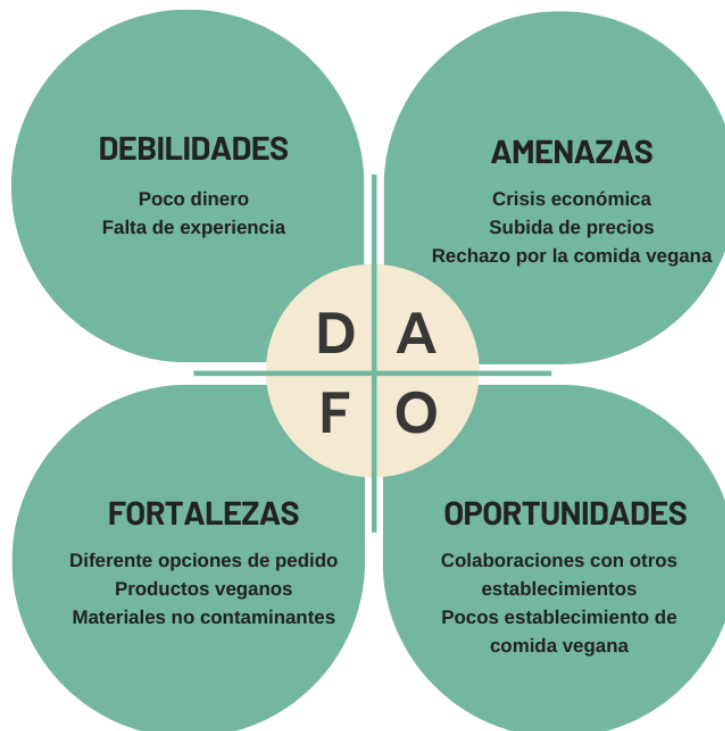 DEBILIDADES
Poco dinero
Falta de experiencia
AMENAZAS
Crisis económica
Subida de precios
Rechazo por la comida vegana
D A
F O
FORTALEZAS
Diferente opciones de pedido
Productos veganos
Materiales no contaminantes
OPORTUNIDADES
Colaboraciones con otros
establecimientos
Pocos establecimiento de
comida vegana